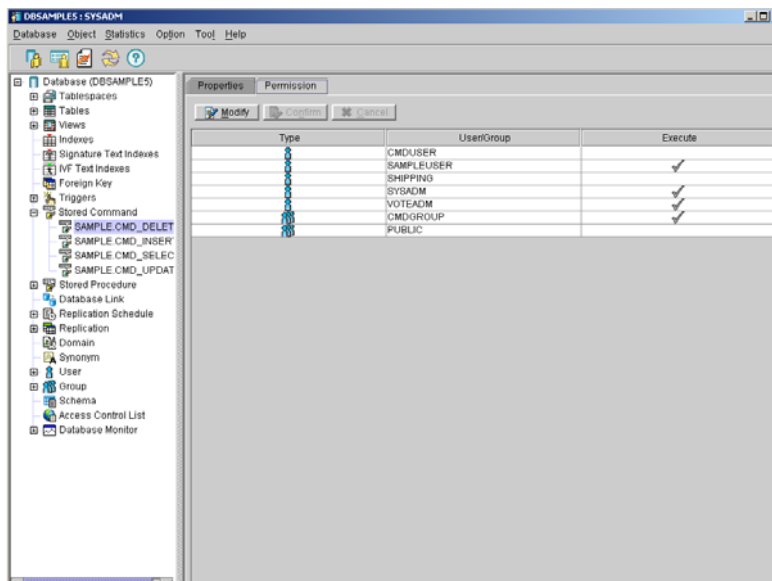 DBSAMPLE5 : SYSADM
Database Object Statistics Option Tool Help
Database (DBSAMPLE5)
Tablespaces
Tables
Views
Indexes
Signature Text Indexes
IVF Text Indexes
Foreign Key
Triggers
Stored Command
SAMPLE.CMD_DELET
SAMPLE.CMD_INSER
SAMPLE.CMD_SELEC
SAMPLE.CMD_UPDAT
Stored Procedure
Database Link
Replication Schedule
Replication
Domain
Synonym
User
Group
Schema
Access Control List
Database Monitor
Properties Permission
Modify Confirm Cancel
Type User/Group Execute
CMDUSER
SAMPLEUSER
SHIPPING
SYSADM
VOTEADM
CMDGROUP
PUBLIC